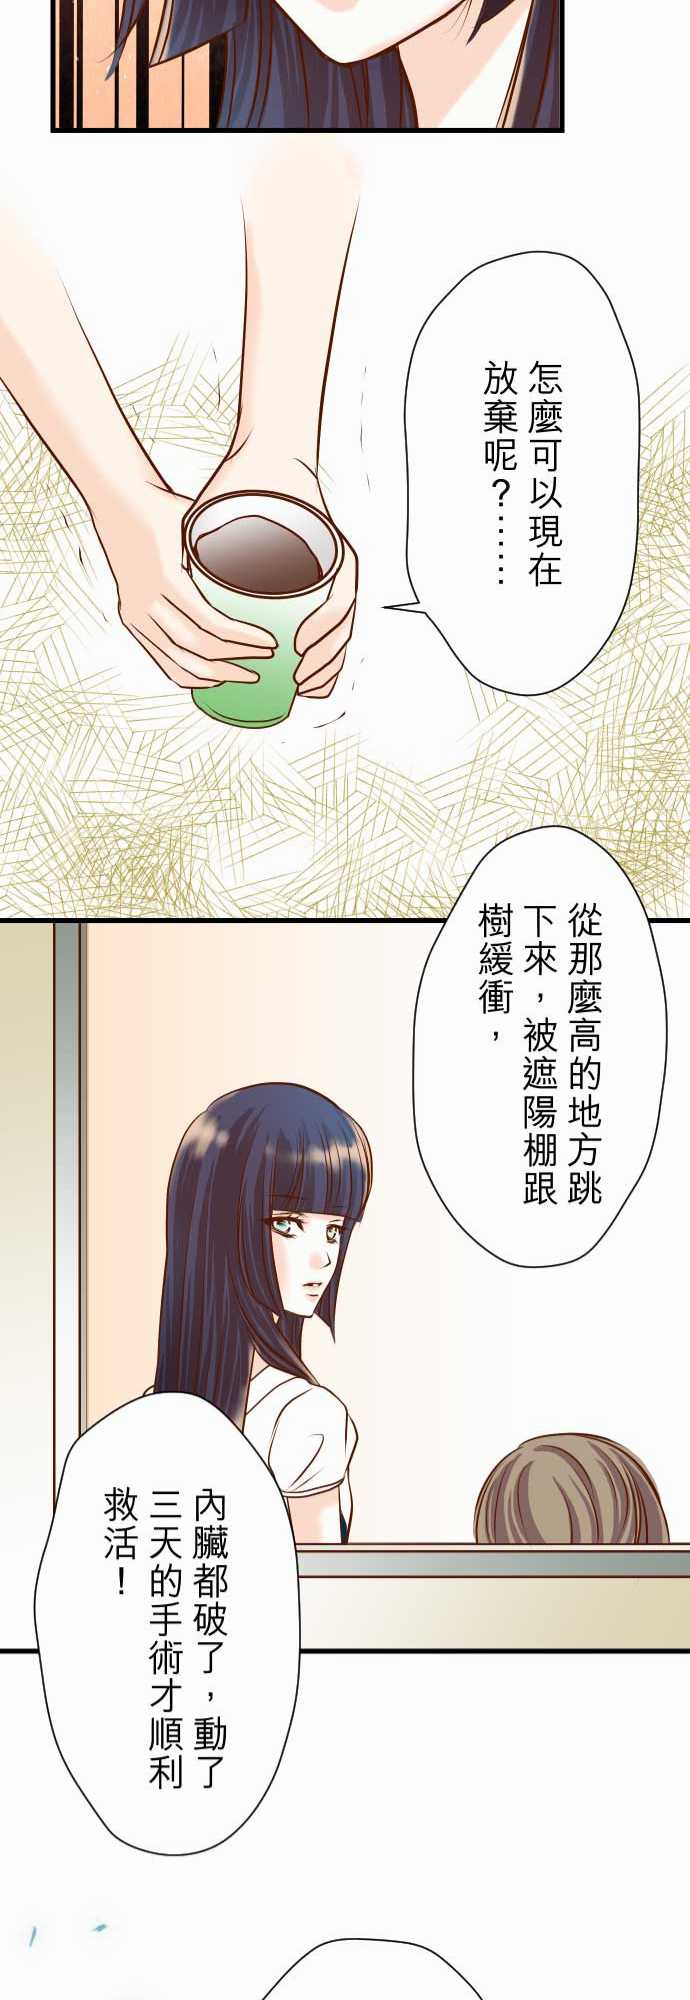 怎麼可以現在
放棄呢？……
從那麼高的地方跳
下來，被遮陽棚跟
樹緩衝，
內臟都破了，動了
三天的手術才順利
救活！